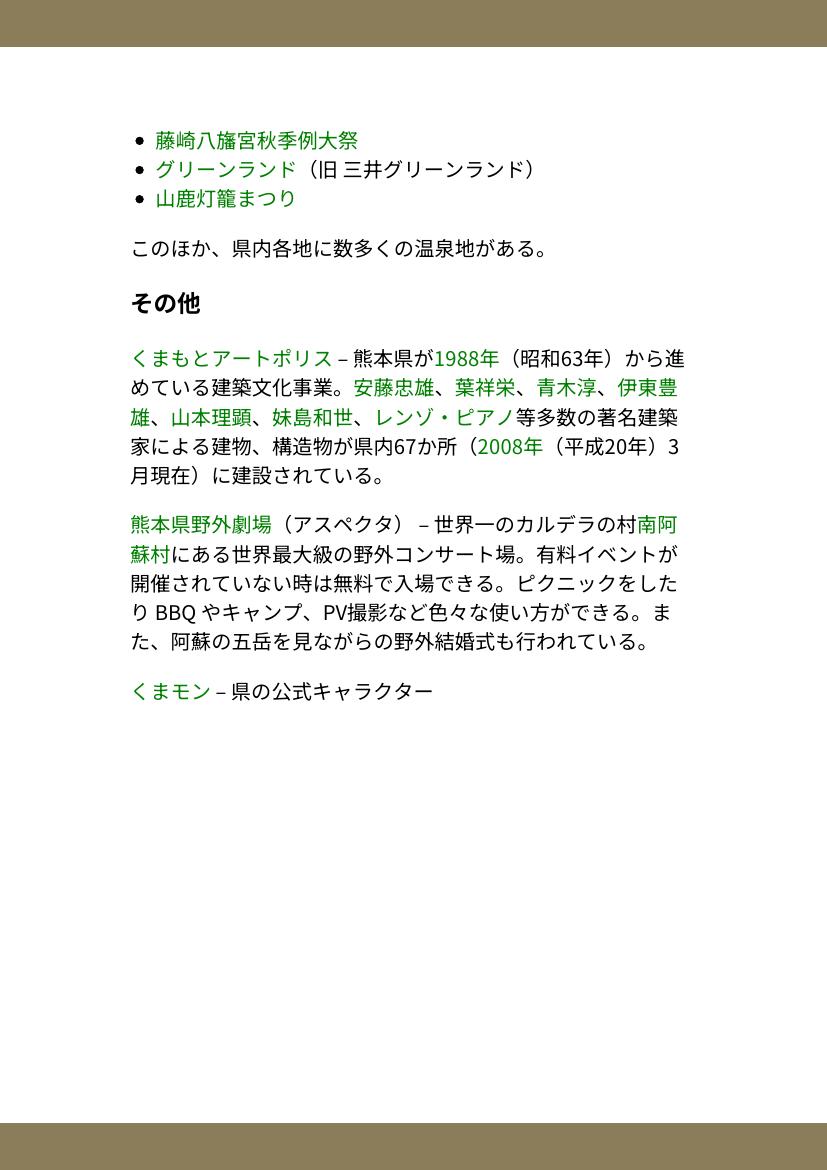 藤崎八旛宮秋季例大祭
グリーンランド（旧 三井グリーンランド）
山鹿灯籠まつり
このほか、県内各地に数多くの温泉地がある。
その他
くまもとアートポリス – 熊本県が1988年（昭和63年）から進
めている建築文化事業。安藤忠雄、葉祥栄、青木淳、伊東豊
雄、山本理顕、妹島和世、レンゾ・ピアノ等多数の著名建築
家による建物、構造物が県内67か所（2008年（平成20年）3
月現在）に建設されている。
熊本県野外劇場（アスペクタ） – 世界一のカルデラの村南阿
蘇村にある世界最大級の野外コンサート場。有料イベントが
開催されていない時は無料で入場できる。ピクニックをした
り BBQ やキャンプ、PV撮影など色々な使い方ができる。ま
た、阿蘇の五岳を見ながらの野外結婚式も行われている。
くまモン – 県の公式キャラクター